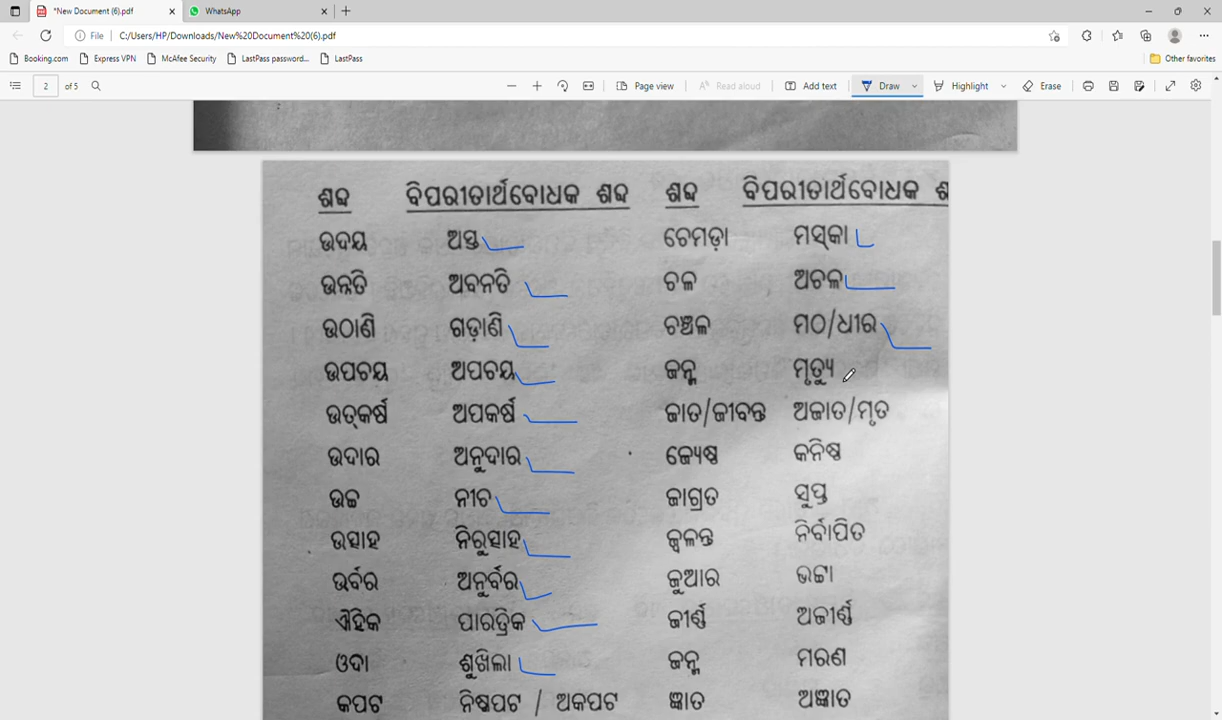 *New Document (6).pdf
WhatsApp
File
C:/Users/HP/Downloads/New%20Document%20(6).pdf
Booking.com
Express VPN
McAfee Security
LastPass password...
LastPass
Other favorites
2 of 5
Page view
Read aloud
Add text
Draw
Highlight
Erase
ଶବ୍ଦ ବିପରୀତାର୍ଥବୋଧକ ଶବ୍ଦ ଶବ୍ଦ ବିପରୀତାର୍ଥବୋଧକ ଶ
ଉଦୟ ଅସ୍ତ ଚେମଡ଼ା ମସ୍କା
ଉନ୍ନତି ଅବନତି ଚଳ ଅଚଳ
ଉଠାଣି ଗଡ଼ାଣି ଚଞ୍ଚଳ ମଠ/ଧୀର
ଉପଚୟ ଅପଚୟ ଜନ୍ମ ମୃତ୍ୟୁ
ଉତ୍କର୍ଷ ଅପକର୍ଷ ଜାତ/ଜୀବନ୍ତ ଅଜାତ/ମୃତ
ଉଦାର ଅନୁଦାର ଜ୍ୟେଷ୍ଠ କନିଷ୍ଠ
ଉଚ୍ଚ ନୀଚ ଜାଗ୍ରତ ସୁପ୍ତ
ଉତ୍ସାହ ନିରୁତ୍ସାହ ଜ୍ୱଳନ୍ତ ନିର୍ବାପିତ
ଉର୍ବର ଅନୁର୍ବର ଜୁଆର ଭଟ୍ଟା
ଐହିକ ପାରତ୍ରିକ ଜୀର୍ଣ୍ଣ ଅଜୀର୍ଣ୍ଣ
ଓଦା ଶୁଖିଲା ଜନ୍ମ ମରଣ
କପଟ ନିଷ୍କପଟ / ଅକପଟ ଜ୍ଞାତ ଅଜ୍ଞାତ